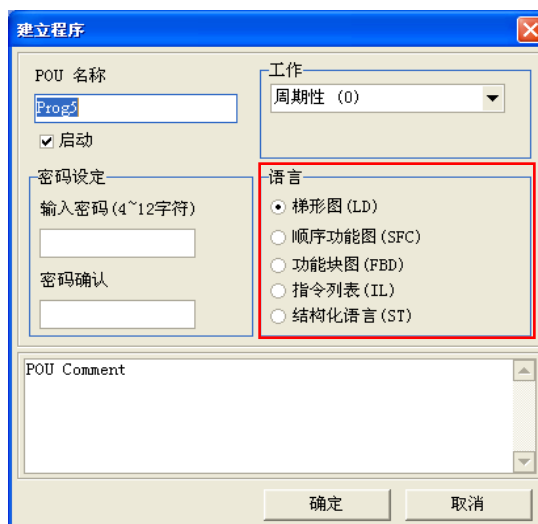 建立程序
POU 名称
Prog5
启动
工作
周期性 (0)
密码设定
输入密码(4~12字符)
密码确认
语言
梯形图(LD)
顺序功能图(SFC)
功能块图(FBD)
指令列表(IL)
结构化语言(ST)
POU Comment
确定
取消